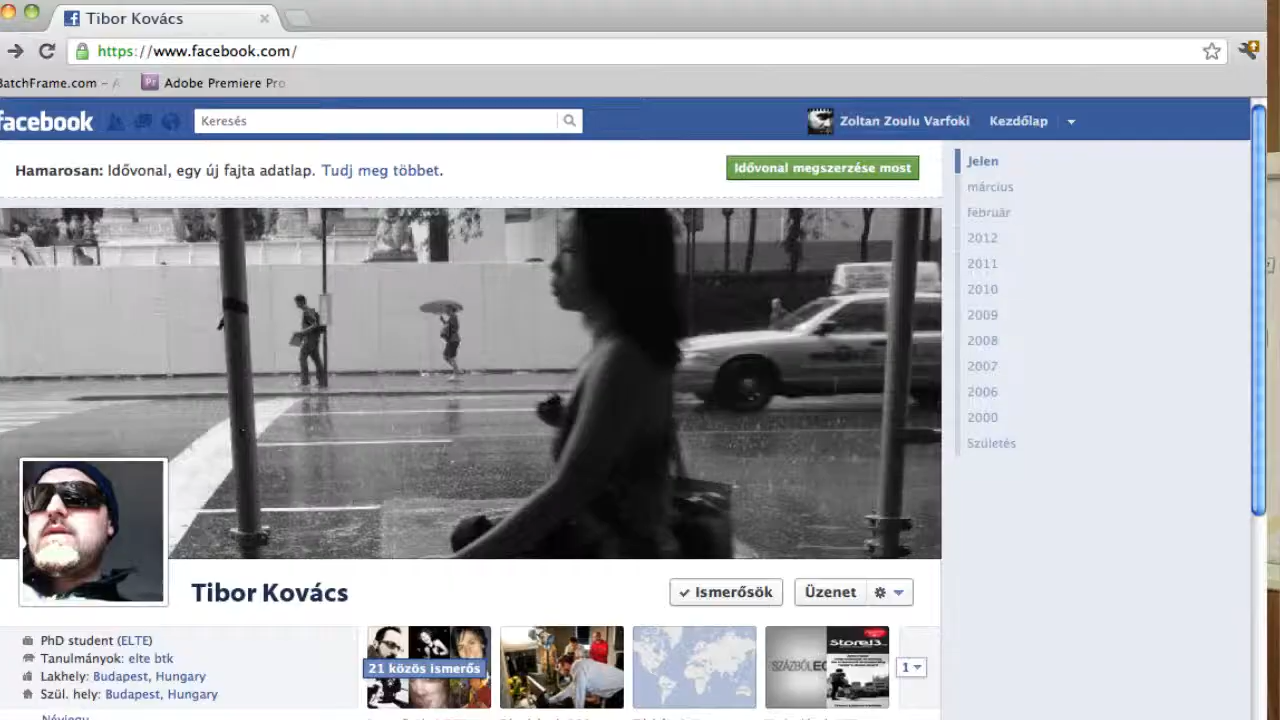 Tibor Kovács
https://www.facebook.com/
BatchFrame.com –
Adobe Premiere Pro
facebook
Keresés
Zoltan Zoulu Varfoki
Kezdőlap
Hamarosan: Idővonal, egy új fajta adatlap. Tudj meg többet.
Idővonal megszerzése most
Jelen
március
február
2012
2011
2010
2009
2008
2007
2006
2000
Születés
Tibor Kovács
Ismerősök
Üzenet
PhD student (ELTE)
Tanulmányok: elte btk
Lakhely: Budapest, Hungary
Szül. hely: Budapest, Hungary
Névjegy
21 közös ismerős
Store13
1